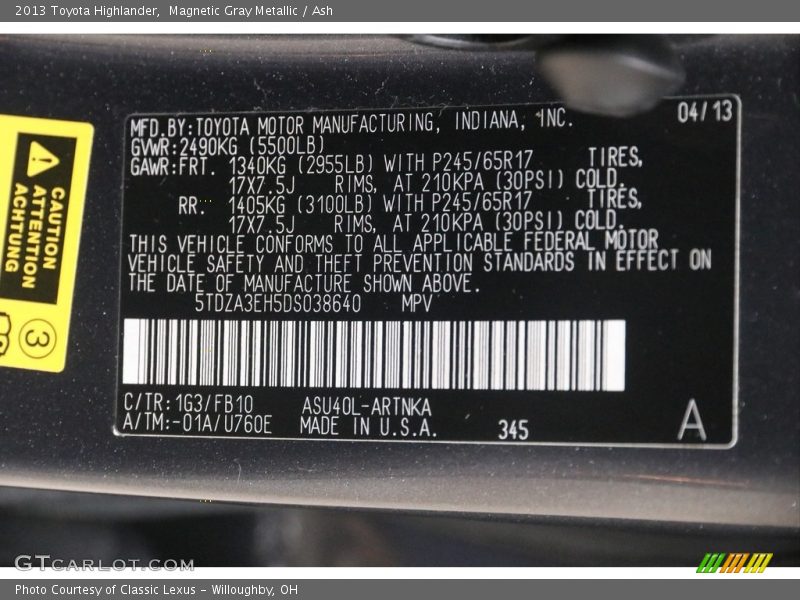 2013 Toyota Highlander, Magnetic Gray Metallic / Ash
MFD.BY:TOYOTA MOTOR MANUFACTURING, INDIANA, INC. 04/13
GVWR:2490KG (5500LB)
GAWR:FRT. 1340KG (2955LB) WITH P245/65R17 TIRES,
17X7.5J RIMS, AT 210KPA (30PSI) COLD.
RR. 1405KG (3100LB) WITH P245/65R17 TIRES,
17X7.5J RIMS, AT 210KPA (30PSI) COLD.
THIS VEHICLE CONFORMS TO ALL APPLICABLE FEDERAL MOTOR
VEHICLE SAFETY AND THEFT PREVENTION STANDARDS IN EFFECT ON
THE DATE OF MANUFACTURE SHOWN ABOVE.
5TDZA3EH5DS038640 MPV
C/TR:1G3/FB10 ASU40L-ARTNKA
A/TM:-01A/U760E MADE IN U.S.A. 345 A
CAUTION
ATTENTION
ACHTUNG
3
GTCARLOT.COM
Photo Courtesy of Classic Lexus - Willoughby, OH